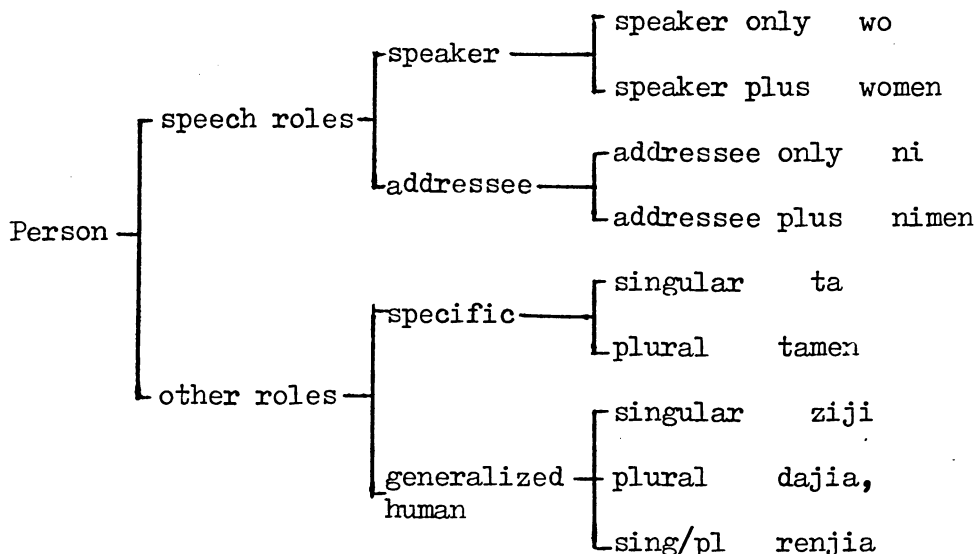 speaker only wo
speaker
speaker plus women
speech roles
addressee only ni
addressee
addressee plus nimen
Person
singular ta
specific
plural tamen
other roles
singular ziji
generalized human
plural dajia,
sing/pl renjia